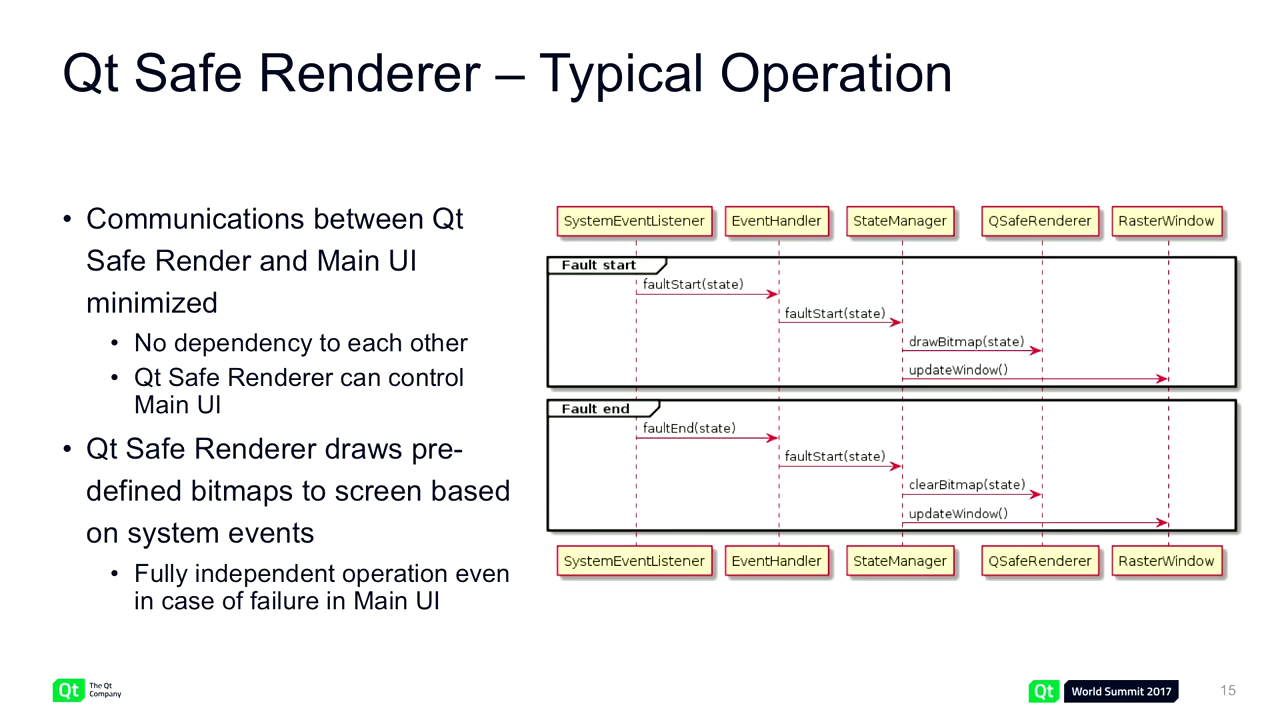 Qt Safe Renderer – Typical Operation
• Communications between Qt
Safe Render and Main UI
minimized
• No dependency to each other
• Qt Safe Renderer can control
Main UI
• Qt Safe Renderer draws pre-
defined bitmaps to screen based
on system events
• Fully independent operation even
in case of failure in Main UI
SystemEventListener EventHandler StateManager QSafeRenderer RasterWindow
Fault start
faultStart(state)
faultStart(state)
drawBitmap(state)
updateWindow()
Fault end
faultEnd(state)
faultStart(state)
clearBitmap(state)
updateWindow()
SystemEventListener EventHandler StateManager QSafeRenderer RasterWindow
Qt The Qt
Company
Qt World Summit 2017
15